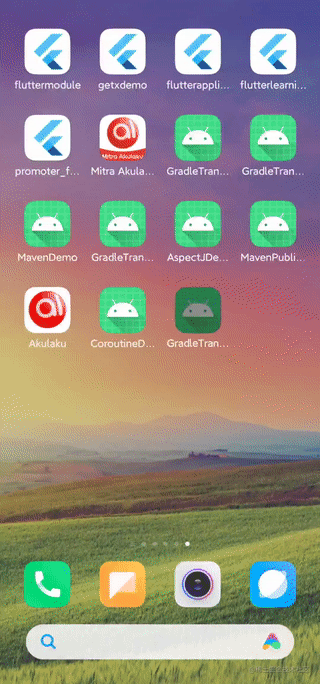 fluttermodule
getxdemo
flutterappli...
flutterlearni...
promoter_f...
Mitra Akulaku
Mitra Akula...
GradleTran...
GradleTran...
MavenDemo
GradleTran...
AspectJDe...
MavenPubli...
Akulaku
CoroutineD...
GradleTran...